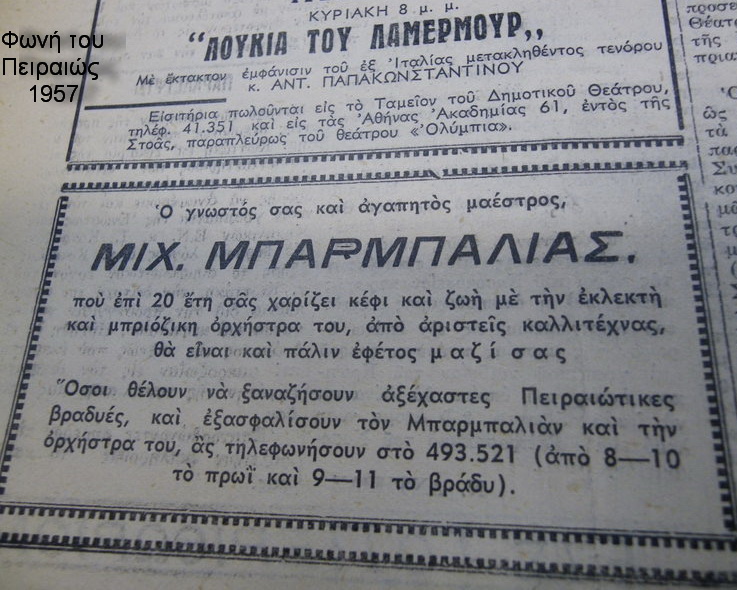 Φωνή του
Πειραιώς
1957
ΚΥΡΙΑΚΗ 8 μ. μ.
“ΛΟΥΚΙΑ ΤΟΥ ΛΑΜΕΡΜΟΥΡ,,
Μὲ ἔκτακτον ἐμφάνισιν τοῦ ἐξ Ἰταλίας μετακληθέντος τενόρου
κ. ΑΝΤ. ΠΑΠΑΚΩΝΣΤΑΝΤΙΝΟΥ
Εἰσιτήρια πωλοῦνται εἰς τὸ Ταμεῖον τοῦ Δημοτικοῦ Θεάτρου,
τηλέφ. 41.351 καὶ εἰς τὰς Ἀθήνας Ἀκαδημίας 61, ἐντὸς τῆς
Στοᾶς, παραπλεύρως τοῦ θεάτρου «Ὀλύμπια».
Ὁ γνωστός σας καὶ ἀγαπητὸς μαέστρος,
ΜΙΧ. ΜΠΑΡΜΠΑΛΙΑΣ.
ποὺ ἐπὶ 20 ἔτη σᾶς χαρίζει κέφι καὶ ζωὴ μὲ τὴν ἐκλεκτὴ
καὶ μπριόζικη ὀρχήστρα του, ἀπὸ ἀριστεῖς καλλιτέχνας,
θὰ εἶναι καὶ πάλιν ἐφέτος μαζί σας
Ὅσοι θέλουν νὰ ξαναζήσουν ἀξέχαστες Πειραιώτικες
βραδυές, καὶ ἐξασφαλίσουν τὸν Μπαρμπαλιὰν καὶ τὴν
ὀρχήστρα του, ἂς τηλεφωνήσουν στὸ 493.521 (ἀπὸ 8—10
τὸ πρωῒ καὶ 9—11 τὸ βράδυ).